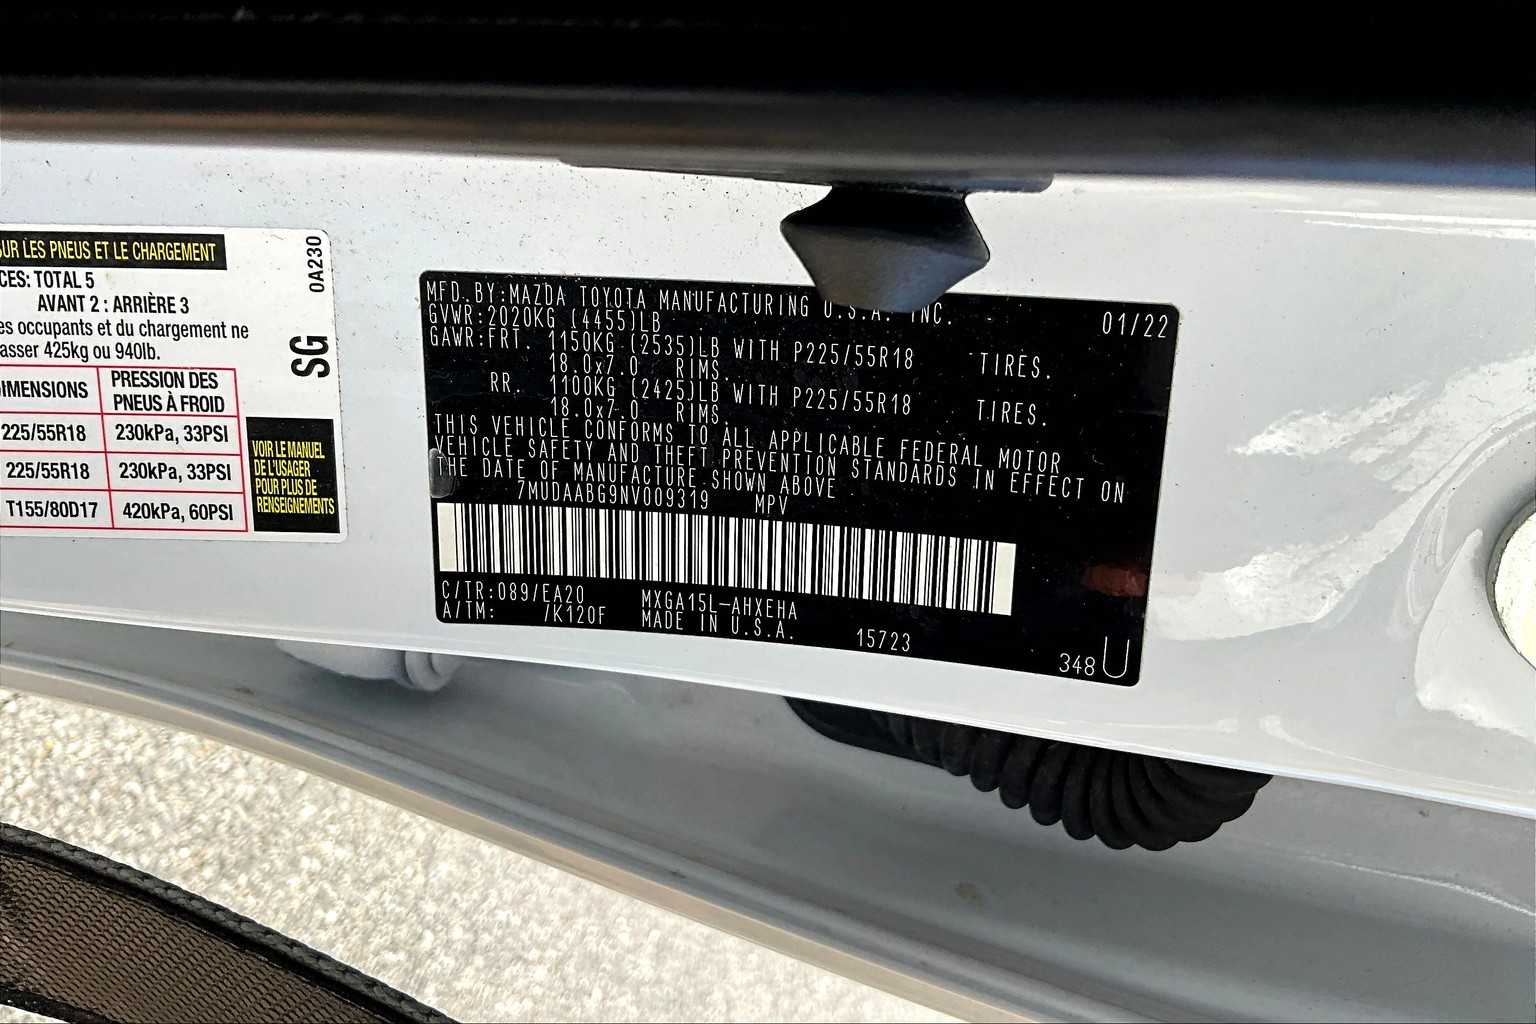 SUR LES PNEUS ET LE CHARGEMENT
CES: TOTAL 5
AVANT 2 : ARRIÈRE 3
es occupants et du chargement ne
asser 425kg ou 940lb.
IMENSIONS PRESSION DES PNEUS À FROID
225/55R18 230kPa, 33PSI
225/55R18 230kPa, 33PSI
T155/80D17 420kPa, 60PSI
0A230
SG
VOIR LE MANUEL
DE L'USAGER
POUR PLUS DE
RENSEIGNEMENTS
MFD.BY:MAZDA TOYOTA MANUFACTURING U.S.A. INC.
01/22
GVWR:2020KG (4455)LB
GAWR:FRT. 1150KG (2535)LB WITH P225/55R18 TIRES.
18.0x7.0 RIMS.
RR. 1100KG (2425)LB WITH P225/55R18 TIRES.
18.0x7.0 RIMS.
THIS VEHICLE CONFORMS TO ALL APPLICABLE FEDERAL MOTOR
VEHICLE SAFETY AND THEFT PREVENTION STANDARDS IN EFFECT ON
THE DATE OF MANUFACTURE SHOWN ABOVE
7MUDAABG9NV009319 MPV
C/TR:089/EA20 MXGA15L-AHXEHA
A/TM: /K120F MADE IN U.S.A. 15723
348 U